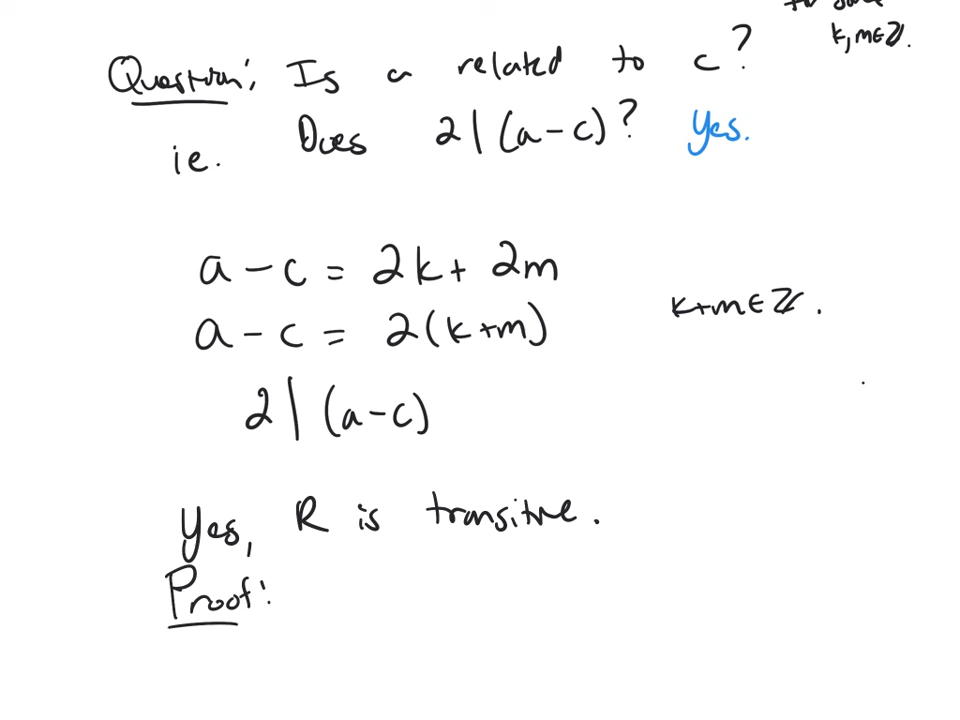 k, m ∈ ℤ.
Question: Is a related to c?
ie. Does 2 | (a - c)? Yes.
a - c = 2k + 2m
k+m ∈ ℤ.
a - c = 2(k+m)
2 | (a-c)
Yes, R is transitive.
Proof: